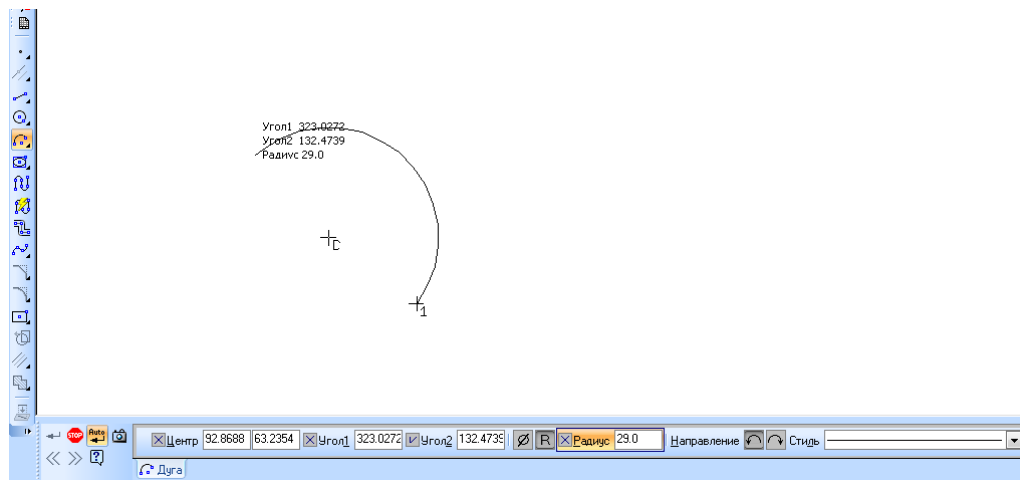 Угол1 323.0272
Угол2 132.4739
Радиус 29.0
C
1
STOP Auto Центр 92.8688 63.2354 Угол1 323.0272 Угол2 132.4739 Ø R Радиус 29.0 Направление Стиль
Дуга